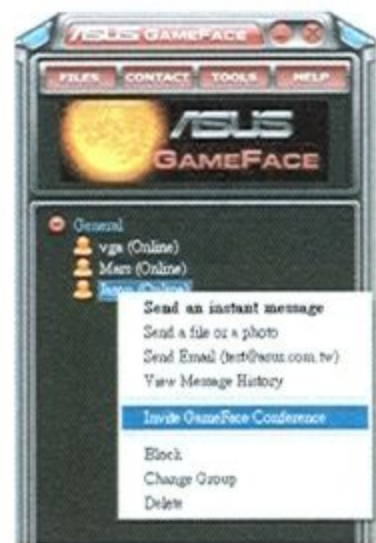 ASUS GAMEFACE
FILES CONTACT TOOLS HELP
ASUS
GAMEFACE
General
vga (Online)
Mars (Online)
(Online)
Send an instant message
Send a file or a photo
Send Email (test@asus.com.tw)
View Message History
Invite GameFace Conference
Block
Change Group
Delete